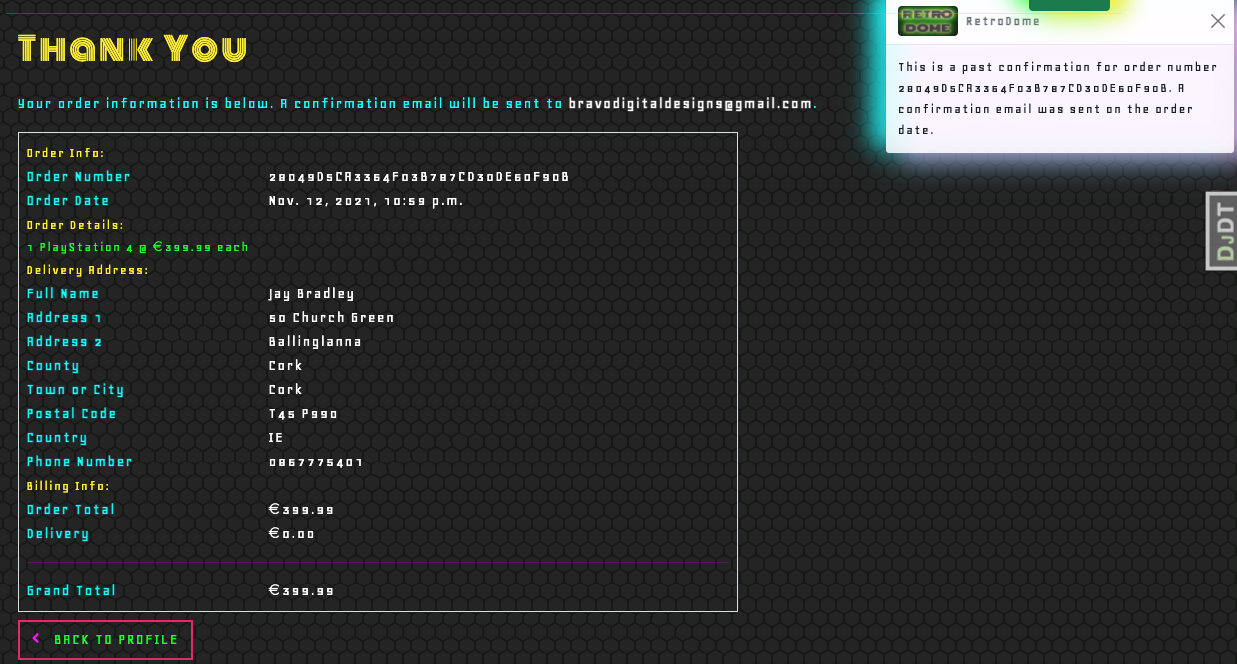 RETRO DOME RetroDome
This is a past confirmation for order number
28049D5CA3364F03B787CD30DE60F90B. A
confirmation email was sent on the order
date.
Thank You
Your order information is below. A confirmation email will be sent to bravodigitaldesigns@gmail.com.
Order Info:
Order Number 28049D5CA3364F03B787CD30DE60F90B
Order Date Nov. 12, 2021, 10:59 p.m.
Order Details:
1 PlayStation 4 @ €399.99 each
Delivery Address:
Full Name Jay Bradley
Address 1 50 Church Green
Address 2 Ballinglanna
County Cork
Town or City Cork
Postal Code T45 P990
Country IE
Phone Number 0867775401
Billing Info:
Order Total €399.99
Delivery €0.00
Grand Total €399.99
BACK TO PROFILE
DJDT